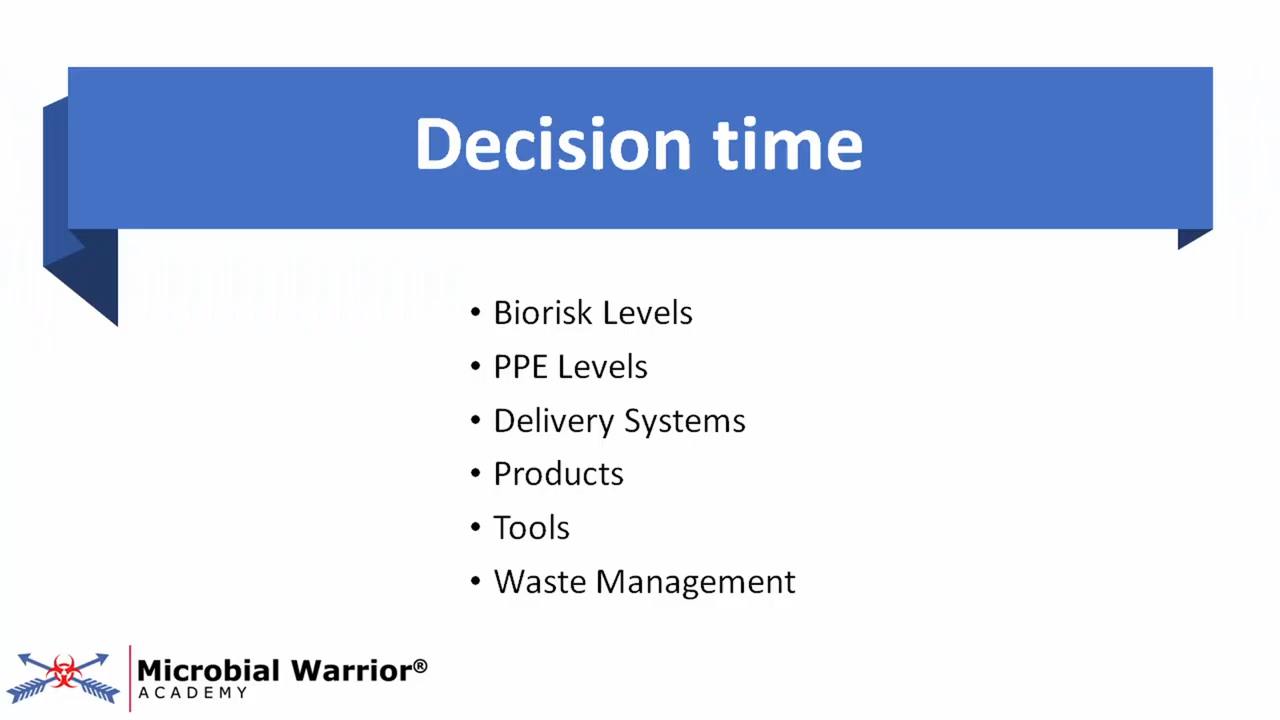 Decision time
• Biorisk Levels
• PPE Levels
• Delivery Systems
• Products
• Tools
• Waste Management
Microbial Warrior®
ACADEMY